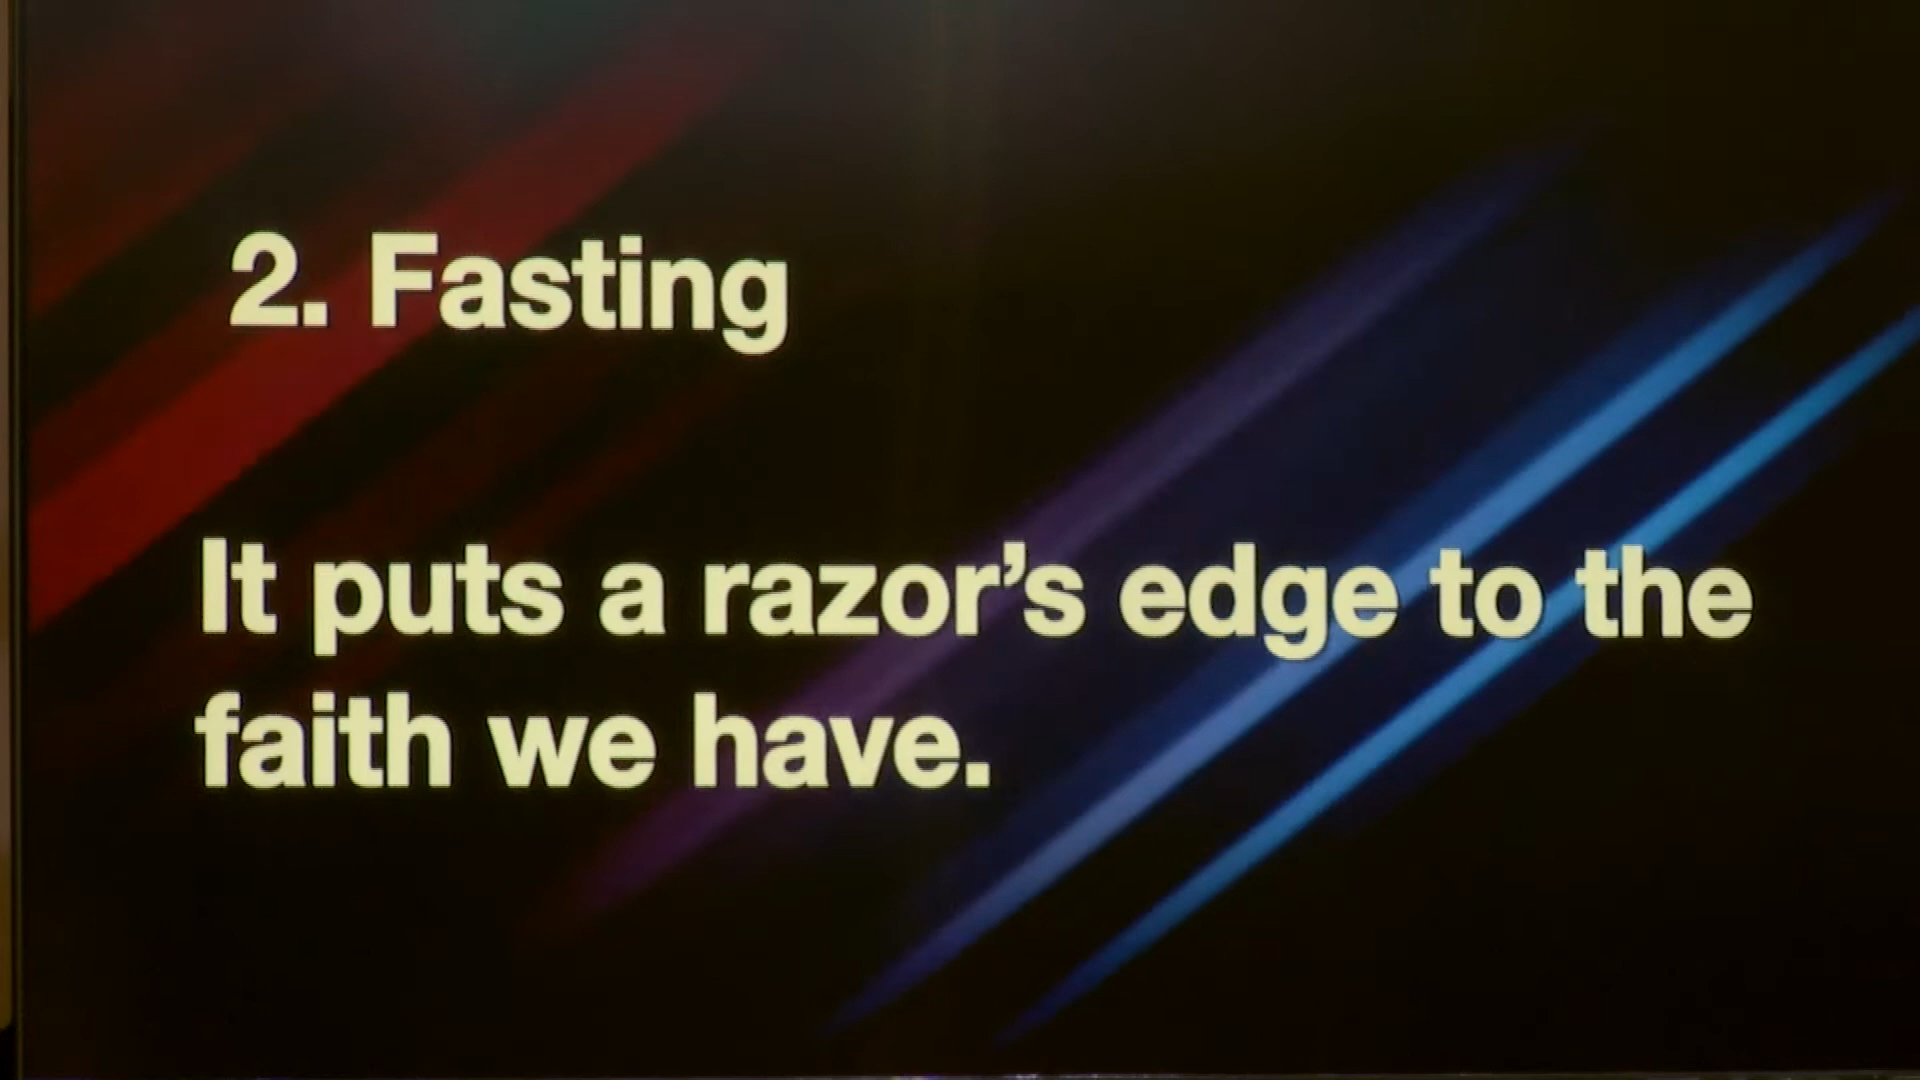 2. Fasting
It puts a razor’s edge to the
faith we have.